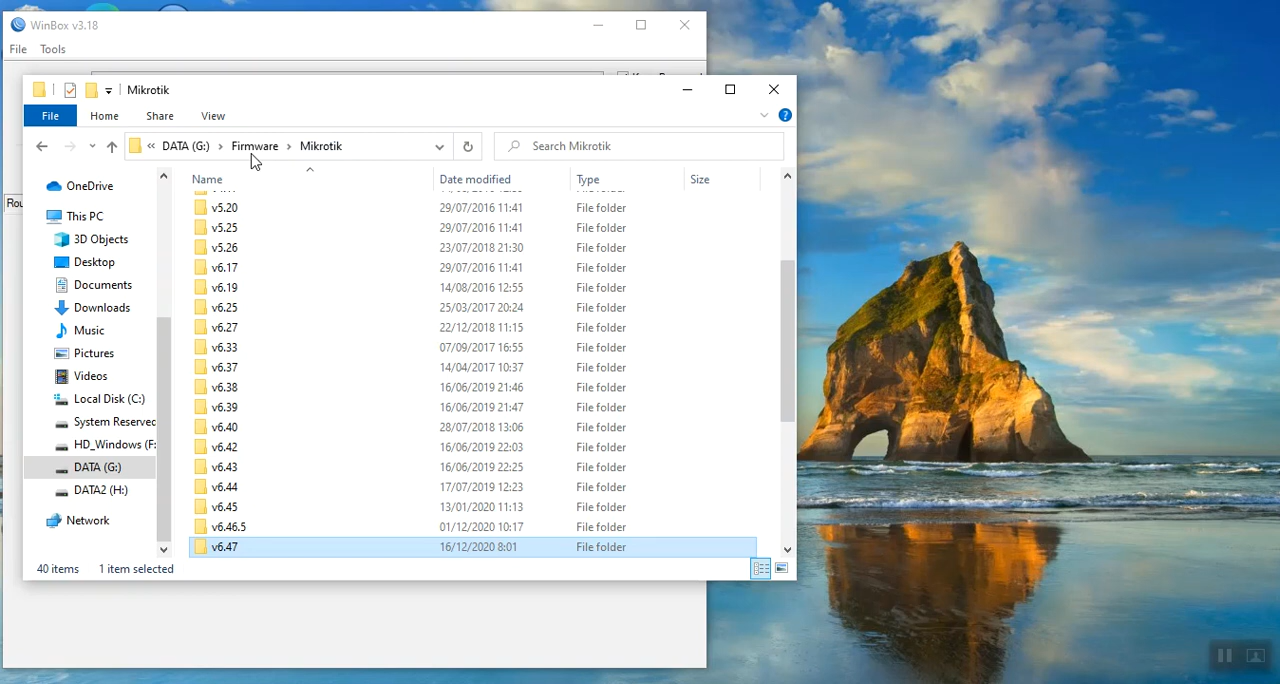 WinBox v3.18
File Tools
Mikrotik
File Home Share View
« DATA (G:) › Firmware › Mikrotik
Search Mikrotik
Name Date modified Type Size
OneDrive
This PC
3D Objects
Desktop
Documents
Downloads
Music
Pictures
Videos
Local Disk (C:)
System Reserved
HD_Windows (F:
DATA (G:)
DATA2 (H:)
Network
v5.20 29/07/2016 11:41 File folder
v5.25 29/07/2016 11:41 File folder
v5.26 23/07/2018 21:30 File folder
v6.17 29/07/2016 11:41 File folder
v6.19 14/08/2016 12:55 File folder
v6.25 25/03/2017 20:24 File folder
v6.27 22/12/2018 11:15 File folder
v6.33 07/09/2017 16:55 File folder
v6.37 14/04/2017 10:37 File folder
v6.38 16/06/2019 21:46 File folder
v6.39 16/06/2019 21:47 File folder
v6.40 28/07/2018 13:06 File folder
v6.42 16/06/2019 22:03 File folder
v6.43 16/06/2019 22:25 File folder
v6.44 17/07/2019 12:23 File folder
v6.45 13/01/2020 11:13 File folder
v6.46.5 01/12/2020 10:17 File folder
v6.47 16/12/2020 8:01 File folder
40 items 1 item selected
Rou